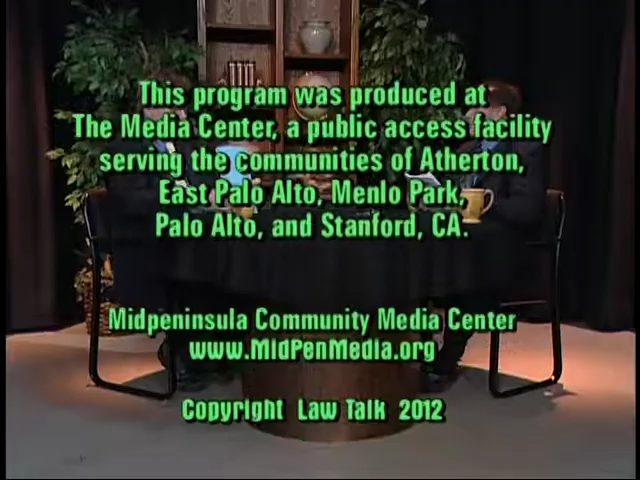 This program was produced at
The Media Center, a public access facility
serving the communities of Atherton,
East Palo Alto, Menlo Park,
Palo Alto, and Stanford, CA.
Midpeninsula Community Media Center
www.MidPenMedia.org
Copyright Law Talk 2012